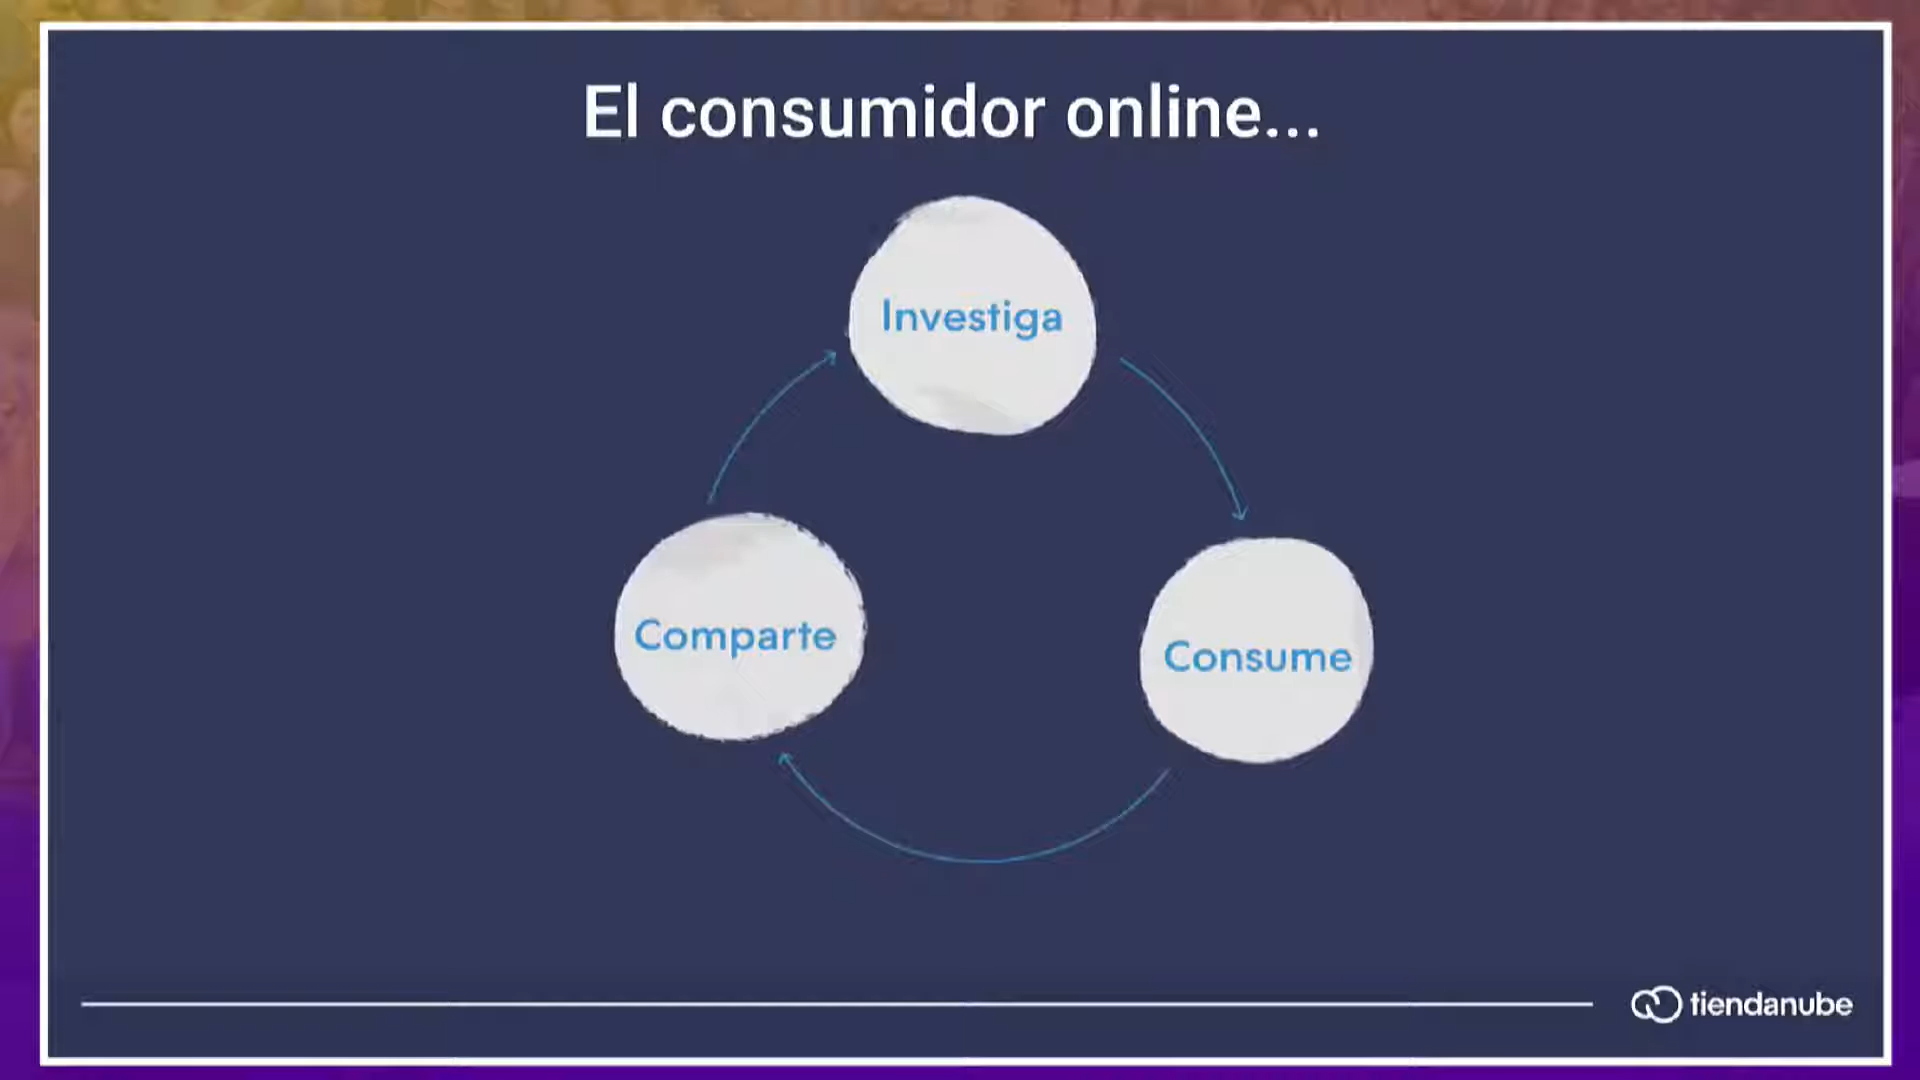 El consumidor online...
Investiga
Comparte
Consume
tiendanube